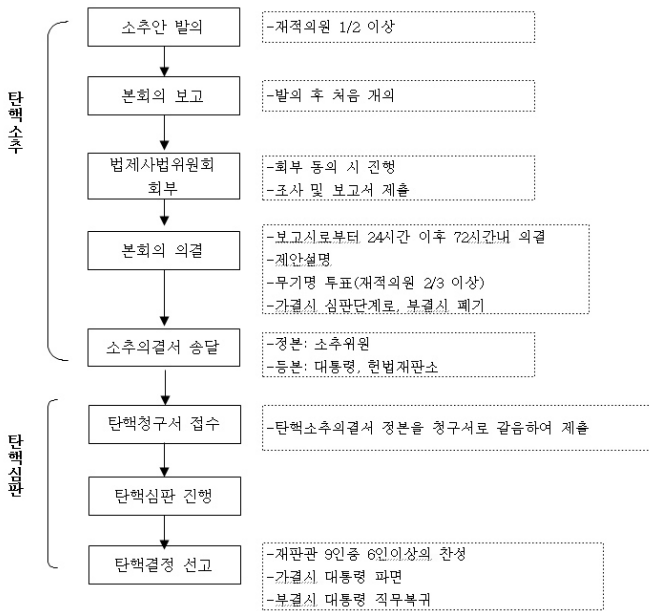 탄핵소추
소추안 발의
-재적의원 1/2 이상
본회의 보고
-발의 후 처음 개의
법제사법위원회
회부
-회부 동의 시 진행
-조사 및 보고서 제출
본회의 의결
-보고시로부터 24시간 이후 72시간내 의결
-제안설명
-무기명 투표(재적의원 2/3 이상)
-가결시 심판단계로, 부결시 폐기
소추의결서 송달
-정본: 소추위원
-등본: 대통령, 헌법재판소
탄핵심판
탄핵청구서 접수
-탄핵소추의결서 정본을 청구서로 갈음하여 제출
탄핵심판 진행
탄핵결정 선고
-재판관 9인중 6인이상의 찬성
-가결시 대통령 파면
-부결시 대통령 직무복귀